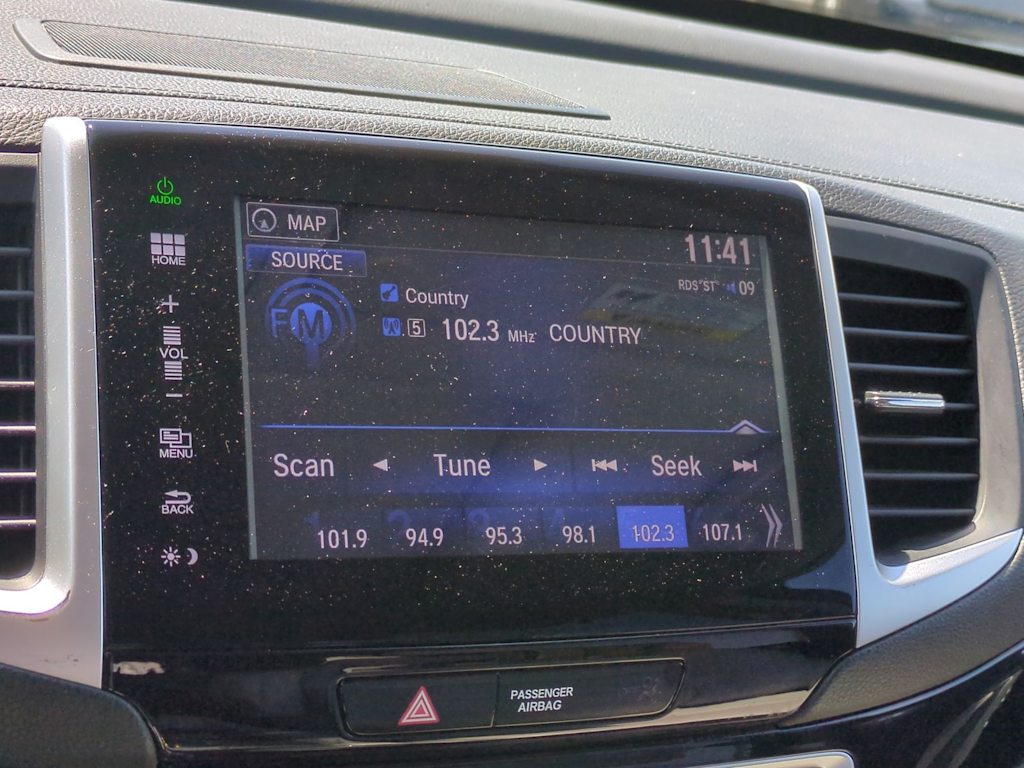 AUDIO
HOME
+
VOL
−
MENU
BACK
MAP
11:41
SOURCE
RDS ST 09
FM
Country
5 102.3 MHz COUNTRY
Scan Tune Seek
101.9 94.9 95.3 98.1 102.3 107.1
PASSENGER
AIRBAG